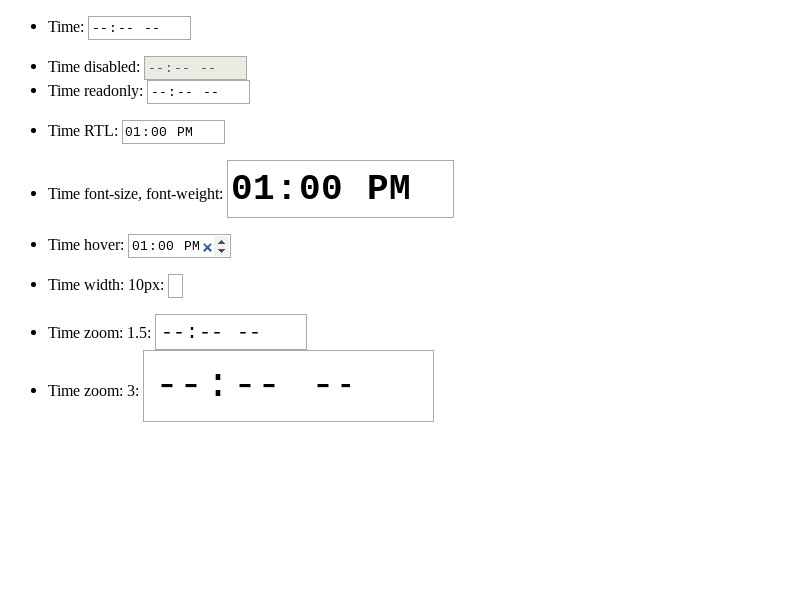 Time: --:-- --
Time disabled: --:-- --
Time readonly: --:-- --
Time RTL: 01:00 PM
Time font-size, font-weight: 01:00 PM
Time hover: 01:00 PM
Time width: 10px:
Time zoom: 1.5: --:-- --
Time zoom: 3: --:-- --